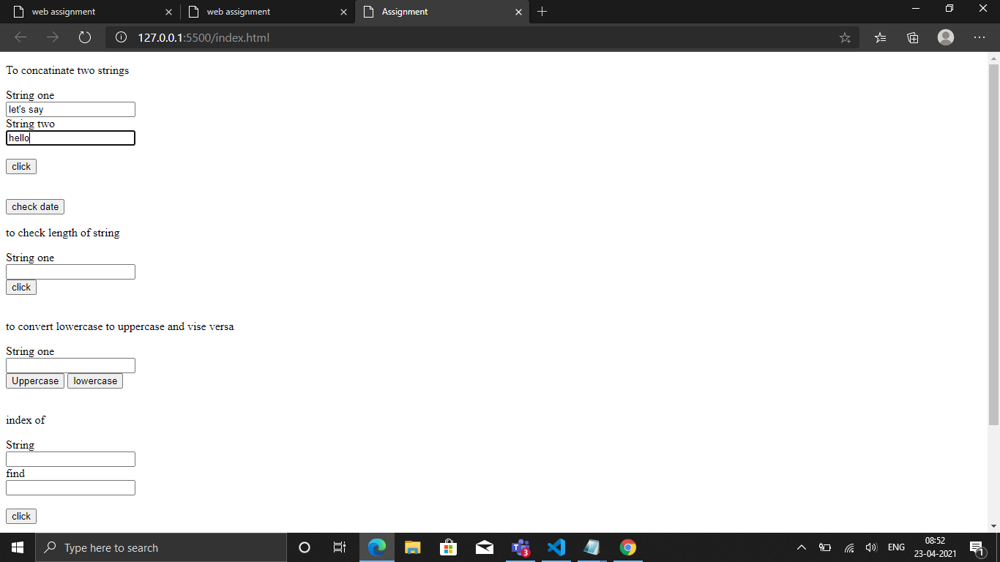 web assignment
web assignment
Assignment
127.0.0.1:5500/index.html
To concatinate two strings
String one
let's say
String two
hello
click
check date
to check length of string
String one
click
to convert lowercase to uppercase and vise versa
String one
Uppercase lowercase
index of
String
find
click
Type here to search
3
ENG
08:52
23-04-2021
1